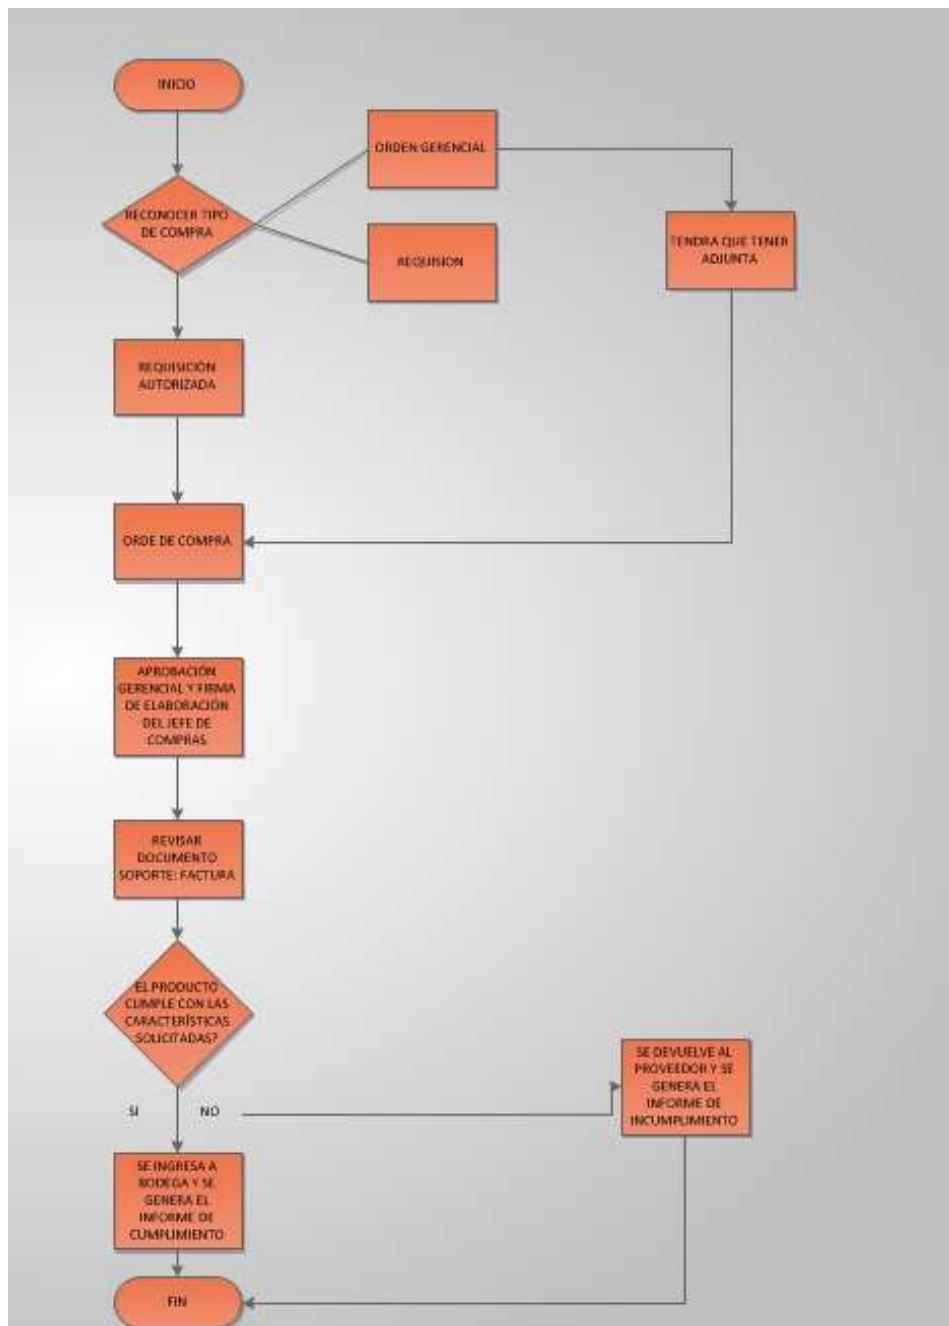 INICIO
ORDEN GERENCIAL
RECONOCER TIPO
DE COMPRA
REQUISION
TENDRA QUE TENER
ADJUNTA
REQUISICIÓN
AUTORIZADA
ORDE DE COMPRA
APROBACIÓN
GERENCIAL Y FIRMA
DE ELABORACIÓN
DEL JEFE DE
COMPRAS
REVISAR
DOCUMENTO
SOPORTE: FACTURA
EL PRODUCTO
CUMPLE CON LAS
CARACTERÍSTICAS
SOLICITADAS?
SE DEVUELVE AL
PROVEEDOR Y SE
GENERA EL
INFORME DE
INCUMPLIMIENTO
SI NO
SE INGRESA A
BODEGA Y SE
GENERA EL
INFORME DE
CUMPLIMIENTO
FIN